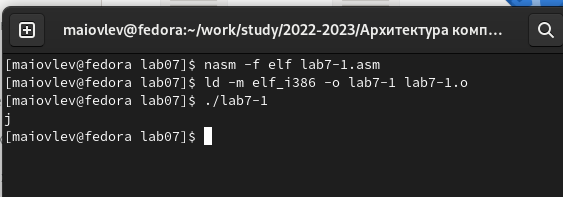 maiovlev@fedora:~/work/study/2022-2023/Архитектура комп...
[maiovlev@fedora lab07]$ nasm -f elf lab7-1.asm
[maiovlev@fedora lab07]$ ld -m elf_i386 -o lab7-1 lab7-1.o
[maiovlev@fedora lab07]$ ./lab7-1
j
[maiovlev@fedora lab07]$